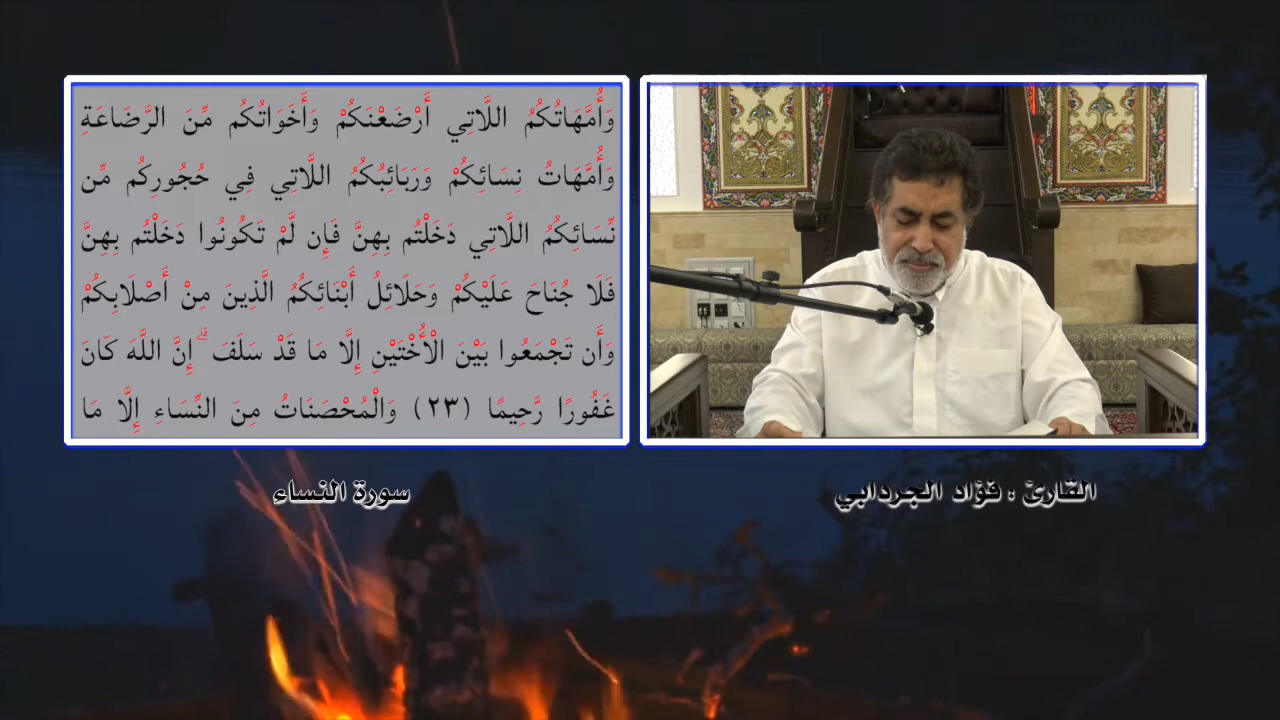 وَأُمَّهَاتُكُمُ اللَّاتِي أَرْضَعْنَكُمْ وَأَخَوَاتُكُم مِّنَ الرَّضَاعَةِ
وَأُمَّهَاتُ نِسَائِكُمْ وَرَبَائِبُكُمُ اللَّاتِي فِي حُجُورِكُم مِّن
نِّسَائِكُمُ اللَّاتِي دَخَلْتُم بِهِنَّ فَإِن لَّمْ تَكُونُوا دَخَلْتُم بِهِنَّ
فَلَا جُنَاحَ عَلَيْكُمْ وَحَلَائِلُ أَبْنَائِكُمُ الَّذِينَ مِنْ أَصْلَابِكُمْ
وَأَن تَجْمَعُوا بَيْنَ الْأُخْتَيْنِ إِلَّا مَا قَدْ سَلَفَ ۗ إِنَّ اللَّهَ كَانَ
غَفُورًا رَّحِيمًا (٢٣) وَالْمُحْصَنَاتُ مِنَ النِّسَاءِ إِلَّا مَا
القارئ : فؤاد الجردابي
سورة النساء